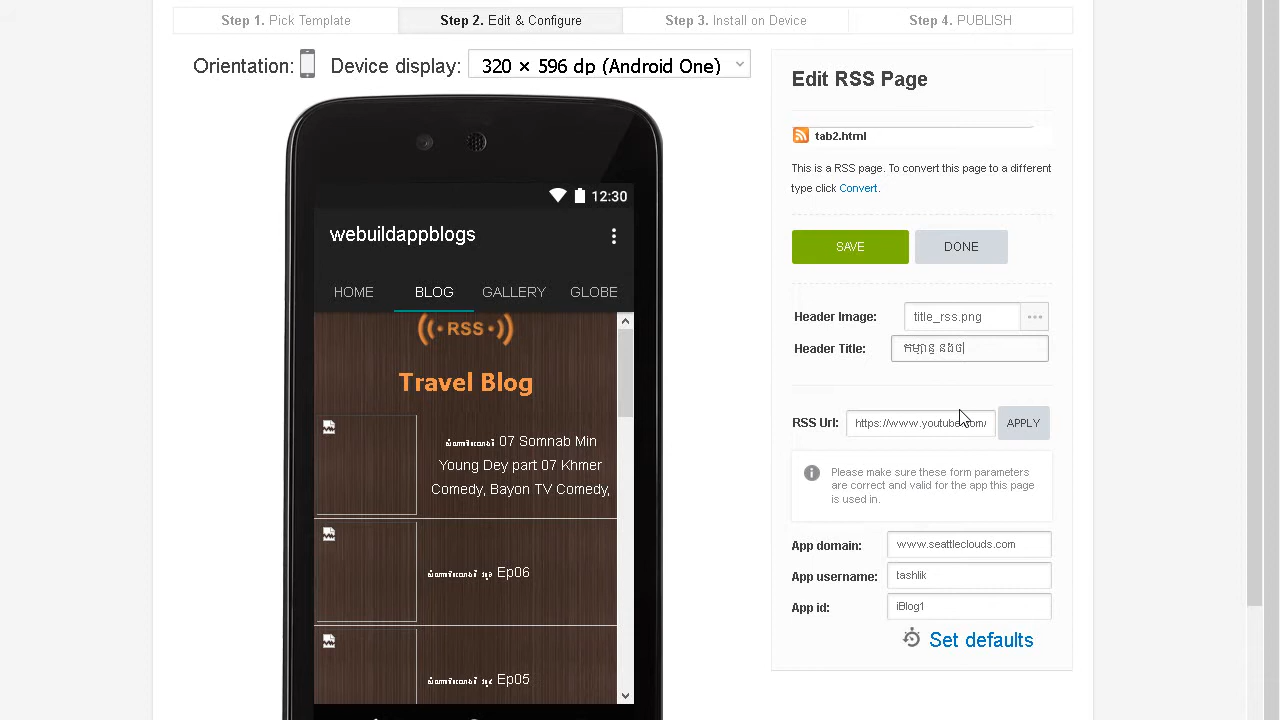 Step 1. Pick Template
Step 2. Edit & Configure
Step 3. Install on Device
Step 4. PUBLISH
Orientation:
Device display:
320 × 596 dp (Android One)
12:30
webuildappblogs
HOME
BLOG
GALLERY
GLOBE
RSS
Travel Blog
07 Somnab Min
Young Dey part 07 Khmer
Comedy, Bayon TV Comedy,
Ep06
Ep05
Edit RSS Page
tab2.html
This is a RSS page. To convert this page to a different
type click Convert.
SAVE
DONE
Header Image:
title_rss.png
Header Title:
RSS Url:
https://www.youtube.com/
APPLY
Please make sure these form parameters
are correct and valid for the app this page
is used in.
App domain:
www.seattleclouds.com
App username:
tashlik
App id:
iBlog1
Set defaults